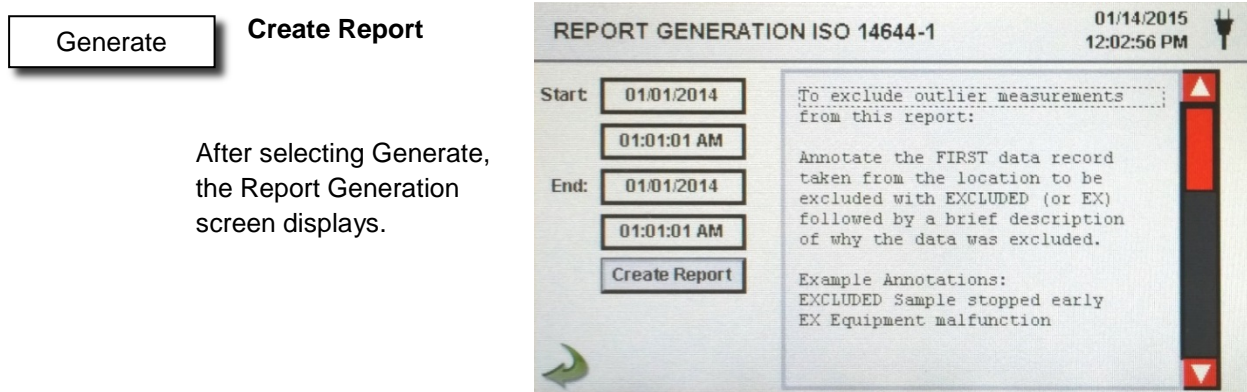 Generate
Create Report
After selecting Generate,
the Report Generation
screen displays.
REPORT GENERATION ISO 14644-1
01/14/2015
12:02:56 PM
Start:
01/01/2014
01:01:01 AM
End:
01/01/2014
01:01:01 AM
Create Report
To exclude outlier measurements
from this report:
Annotate the FIRST data record
taken from the location to be
excluded with EXCLUDED (or EX)
followed by a brief description
of why the data was excluded.
Example Annotations:
EXCLUDED Sample stopped early
EX Equipment malfunction